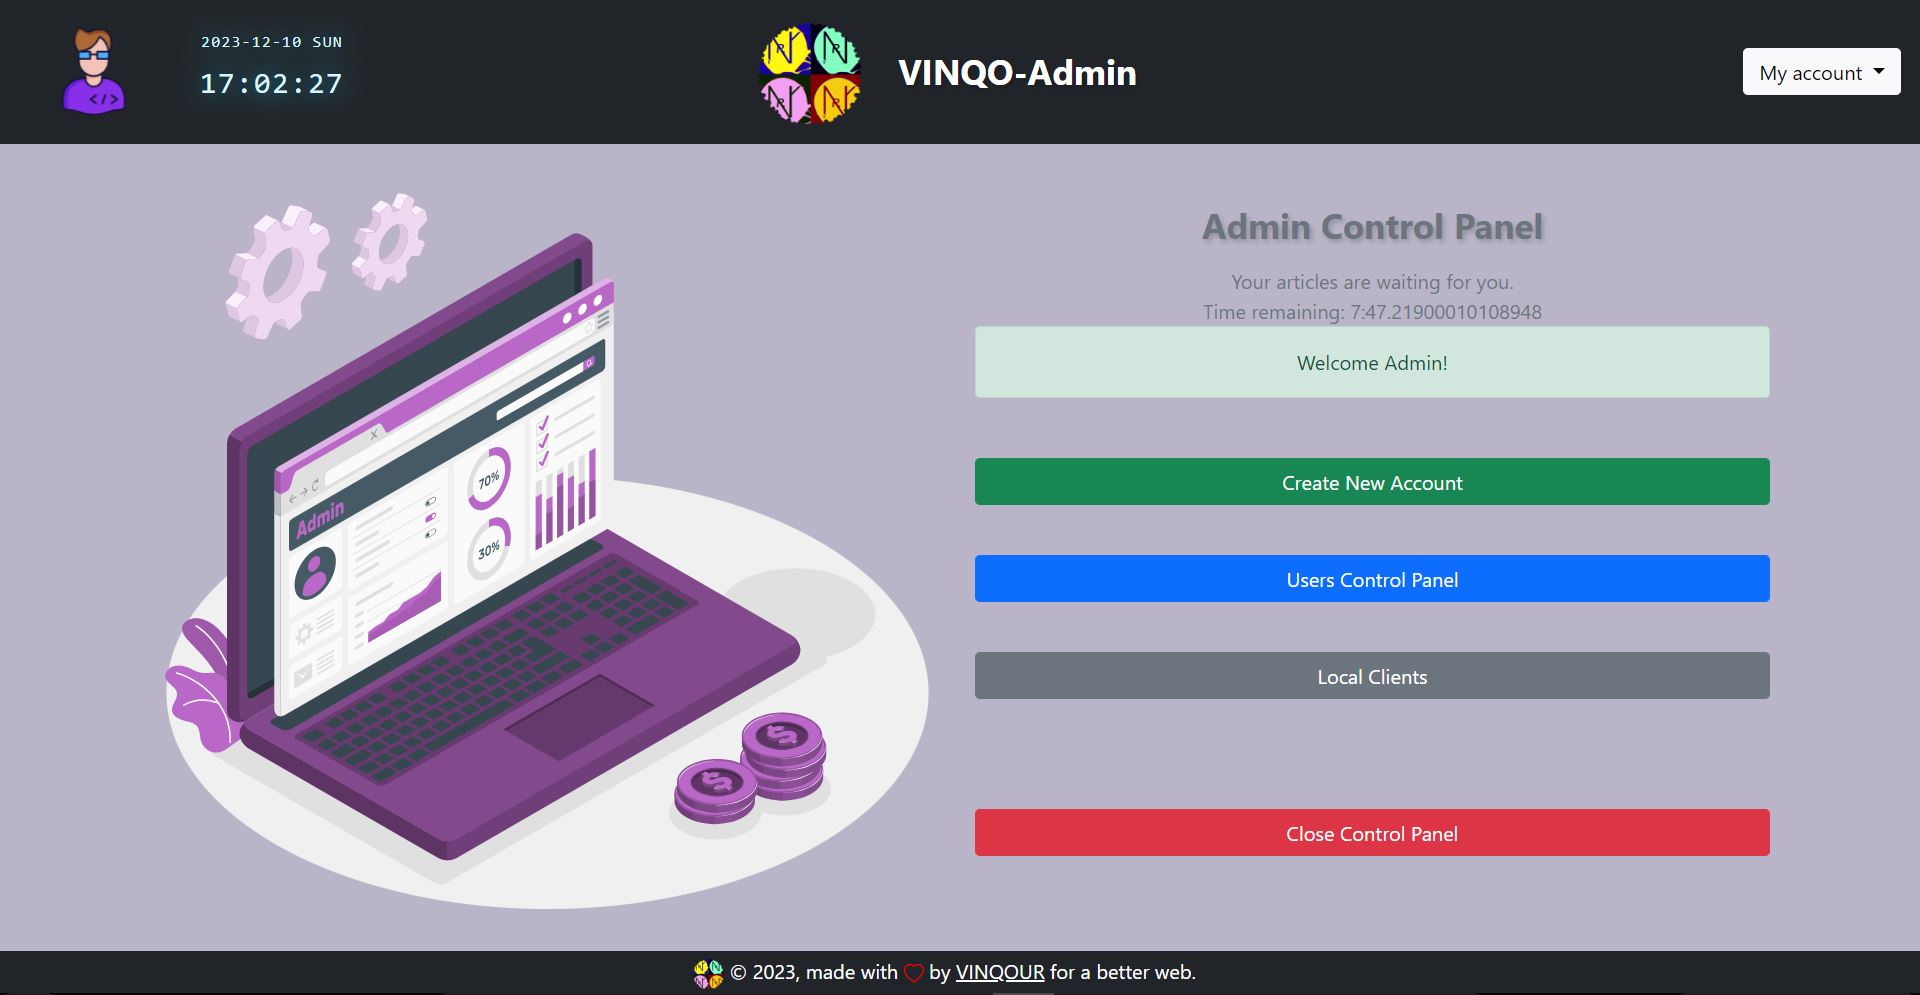 2023-12-10 SUN
17:02:27
VINQO-Admin
My account
Admin Control Panel
Your articles are waiting for you.
Time remaining: 7:47.21900010108948
Welcome Admin!
Create New Account
Users Control Panel
Local Clients
Close Control Panel
Admin
70%
30%
© 2023, made with by VINQOUR for a better web.